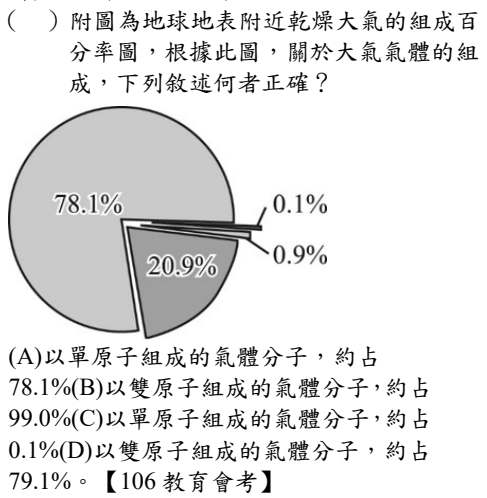 （　）附圖為地球地表附近乾燥大氣的組成百
分率圖，根據此圖，關於大氣氣體的組
成，下列敘述何者正確？
78.1%
0.1%
0.9%
20.9%
(A)以單原子組成的氣體分子，約占
78.1%(B)以雙原子組成的氣體分子，約占
99.0%(C)以單原子組成的氣體分子，約占
0.1%(D)以雙原子組成的氣體分子，約占
79.1%。【106 教育會考】